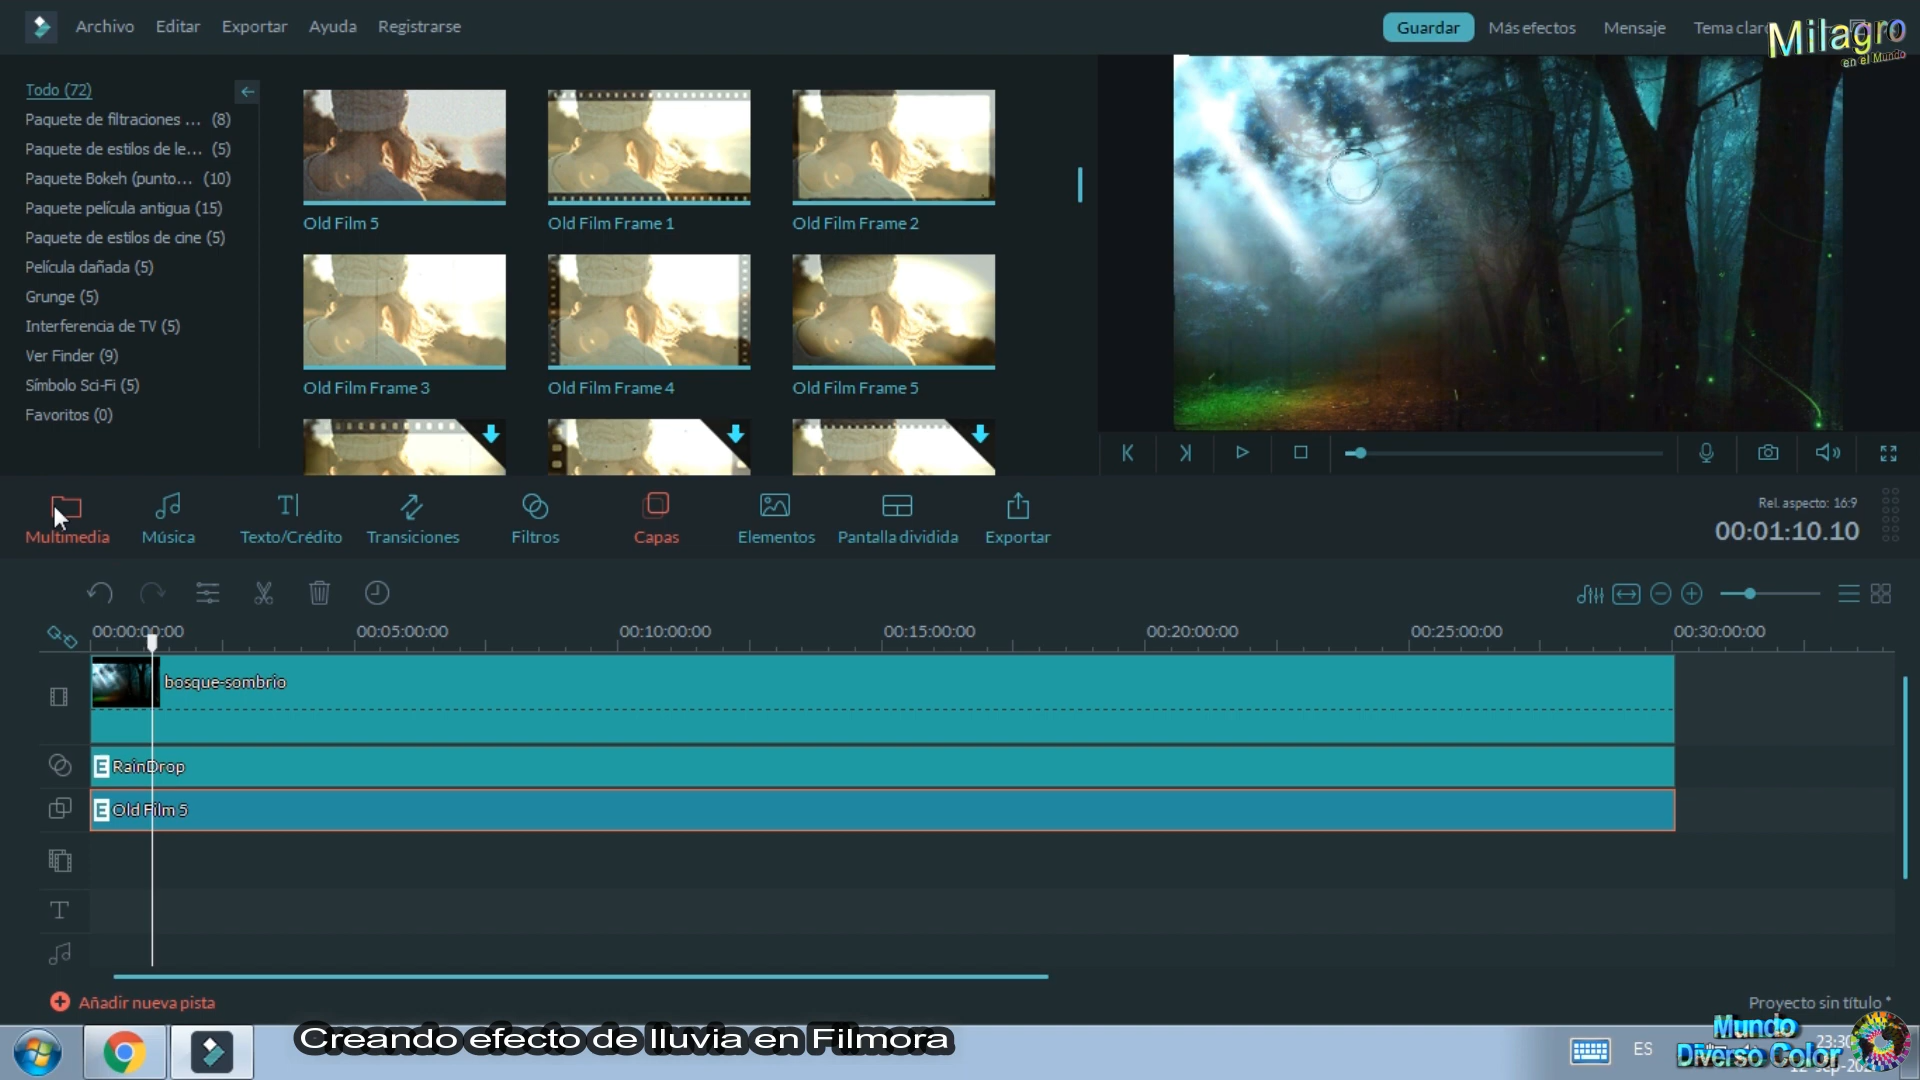 Archivo Editar Exportar Ayuda Registrarse
Guardar Más efectos Mensaje
Milagro
en el Mundo
Todo (72)
Paquete de filtraciones ... (8)
Paquete de estilos de le... (5)
Paquete Bokeh (punto... (10)
Paquete película antigua (15)
Paquete de estilos de cine (5)
Película dañada (5)
Grunge (5)
Interferencia de TV (5)
Ver Finder (9)
Símbolo Sci-Fi (5)
Favoritos (0)
Old Film 5
Old Film Frame 1
Old Film Frame 2
Old Film Frame 3
Old Film Frame 4
Old Film Frame 5
Multimedia
Música
Texto/Crédito
Transiciones
Filtros
Capas
Elementos
Pantalla dividida
Exportar
Rel. aspecto: 16:9
00:01:10.10
00:00:00:00 00:05:00:00 00:10:00:00 00:15:00:00 00:20:00:00 00:25:00:00 00:30:00:00
bosque-sombrio
E RainDrop
E Old Film 5
Añadir nueva pista
Proyecto sin título *
Creando efecto de lluvia en Filmora
ES
Mundo
Diverso Color